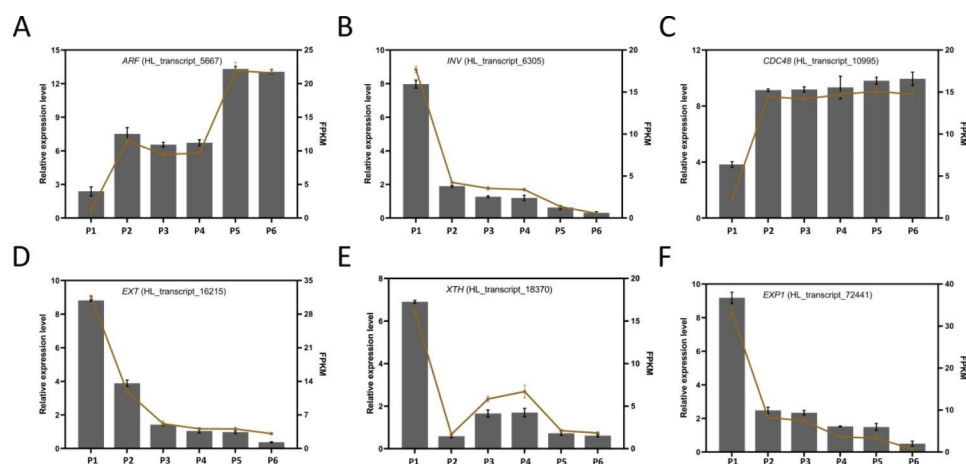 A
ARF (HL_transcript_5667)
Relative expression level
15
12
9
6
3
0
25
20
15
10
5
0
FPKM
P1 P2 P3 P4 P5 P6
B
INV (HL_transcript_6305)
Relative expression level
10
8
6
4
2
0
20
15
10
5
0
FPKM
P1 P2 P3 P4 P5 P6
C
CDC48 (HL_transcript_10995)
Relative expression level
12
8
4
0
20
15
10
5
0
FPKM
P1 P2 P3 P4 P5 P6
D
EXT (HL_transcript_16215)
Relative expression level
10
8
6
4
2
0
35
28
21
14
7
0
FPKM
P1 P2 P3 P4 P5 P6
E
XTH (HL_transcript_18370)
Relative expression level
8
6
4
2
0
20
15
10
5
0
FPKM
P1 P2 P3 P4 P5 P6
F
EXP1 (HL_transcript_72441)
Relative expression level
10
8
6
4
2
0
40
30
20
10
0
FPKM
P1 P2 P3 P4 P5 P6